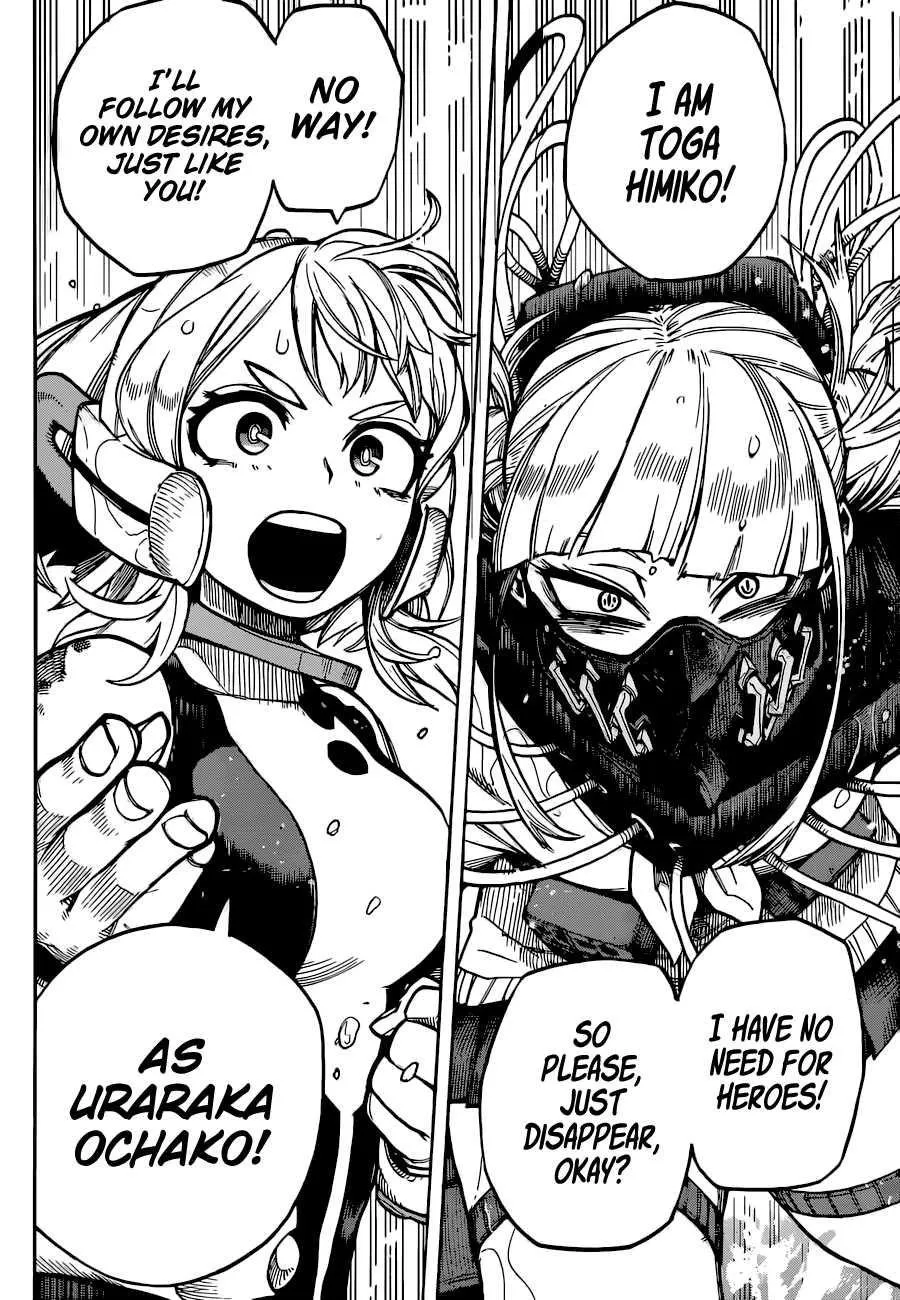 I AM
TOGA
HIMIKO!
I HAVE NO
NEED FOR
HEROES!
SO
PLEASE,
JUST
DISAPPEAR,
OKAY?
NO
WAY!
I'LL
FOLLOW MY
OWN DESIRES,
JUST LIKE
YOU!
AS
URARAKA
OCHAKO!